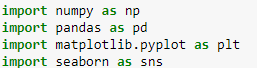 import numpy as np
import pandas as pd
import matplotlib.pyplot as plt
import seaborn as sns